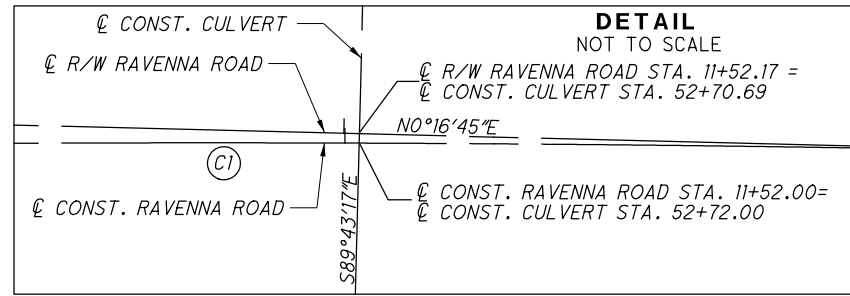 DETAIL
NOT TO SCALE
℄ CONST. CULVERT
℄ R/W RAVENNA ROAD
℄ R/W RAVENNA ROAD STA. 11+52.17 =
℄ CONST. CULVERT STA. 52+70.69
N0°16'45"E
C1
℄ CONST. RAVENNA ROAD
℄ CONST. RAVENNA ROAD STA. 11+52.00=
℄ CONST. CULVERT STA. 52+72.00
S89°43'17"E